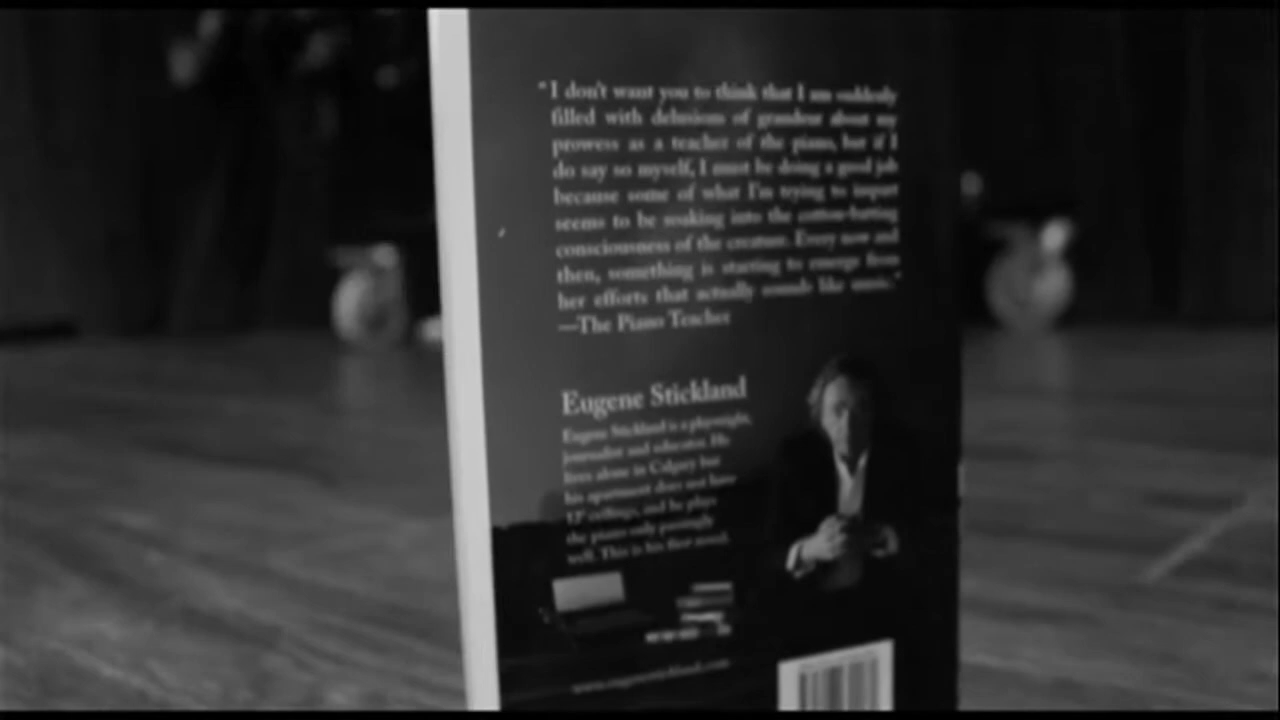 "I don't want you to think that I am suddenly
filled with delusions of grandeur about my
prowess as a teacher of the piano, but if I
do say so myself, I must be doing a good job
because some of what I'm trying to impart
seems to be soaking into the cotton-batting
consciousness of the creature. Every now and
then, something is starting to emerge from
her efforts that actually sounds like music."
—The Piano Teacher
Eugene Stickland
Eugene Stickland is a playwright,
journalist and educator. He
lives alone in Calgary but
his apartment does not have
12' ceilings, and he plays
the piano only passingly
well. This is his first novel.
www.eugenestickland.com